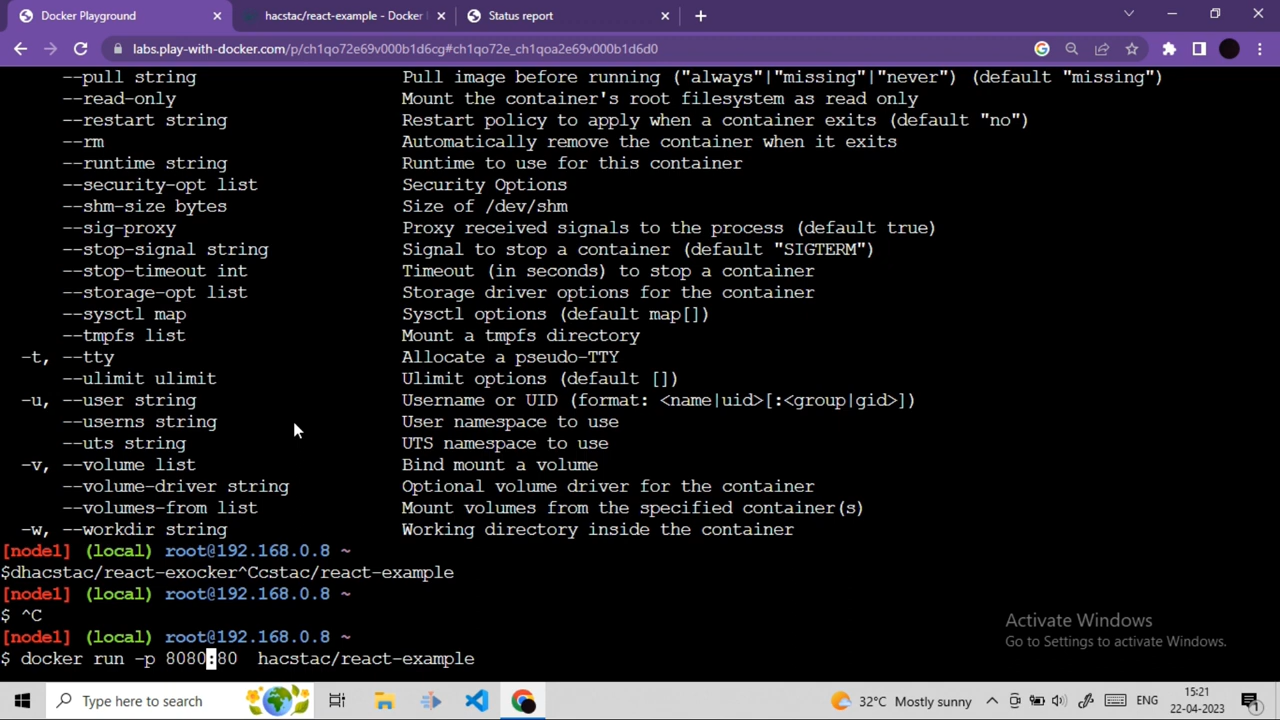 Docker Playground
hacstac/react-example - Docker
Status report
labs.play-with-docker.com/p/ch1qo72e69v000b1d6cg#ch1qo72e_ch1qoa2e69v000b1d6d0
--pull string Pull image before running ("always"|"missing"|"never") (default "missing")
--read-only Mount the container's root filesystem as read only
--restart string Restart policy to apply when a container exits (default "no")
--rm Automatically remove the container when it exits
--runtime string Runtime to use for this container
--security-opt list Security Options
--shm-size bytes Size of /dev/shm
--sig-proxy Proxy received signals to the process (default true)
--stop-signal string Signal to stop a container (default "SIGTERM")
--stop-timeout int Timeout (in seconds) to stop a container
--storage-opt list Storage driver options for the container
--sysctl map Sysctl options (default map[])
--tmpfs list Mount a tmpfs directory
-t, --tty Allocate a pseudo-TTY
--ulimit ulimit Ulimit options (default [])
-u, --user string Username or UID (format: <name|uid>[:<group|gid>])
--userns string User namespace to use
--uts string UTS namespace to use
-v, --volume list Bind mount a volume
--volume-driver string Optional volume driver for the container
--volumes-from list Mount volumes from the specified container(s)
-w, --workdir string Working directory inside the container
[node1] (local) root@192.168.0.8 ~
$dhacstac/react-exocker^Ccstac/react-example
[node1] (local) root@192.168.0.8 ~
$ ^C
[node1] (local) root@192.168.0.8 ~
$ docker run -p 8080:80 hacstac/react-example
Activate Windows
Go to Settings to activate Windows.
Type here to search
32°C Mostly sunny
ENG
15:21
22-04-2023
1